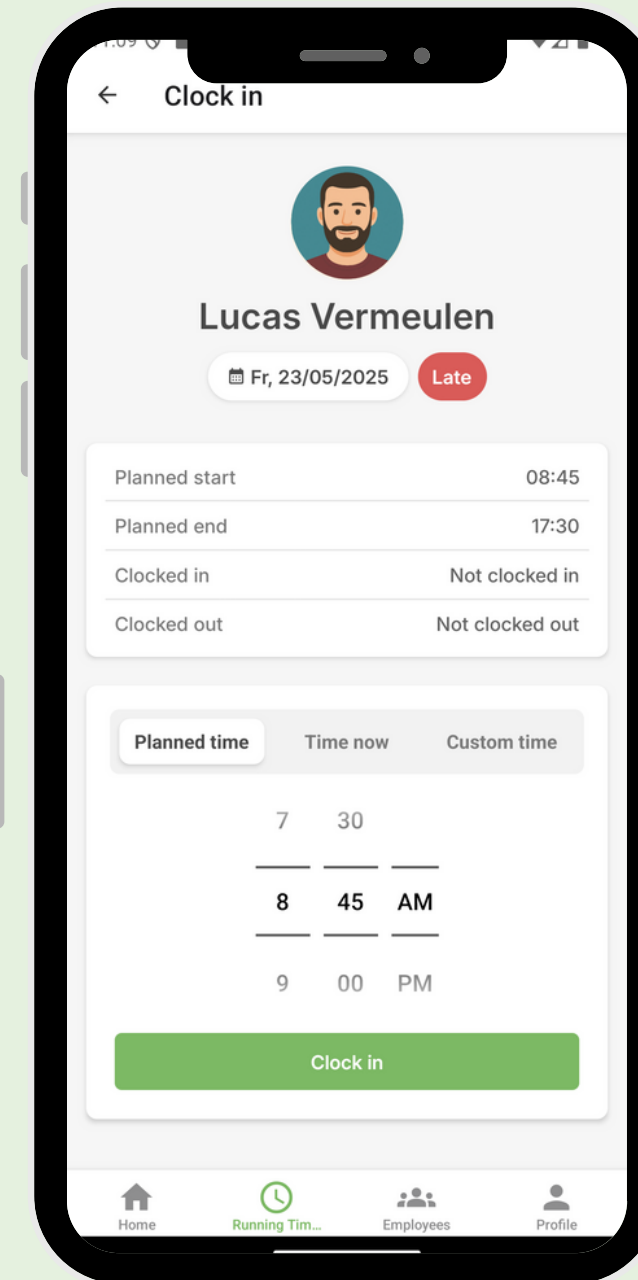 Clock in
Lucas Vermeulen
Fr, 23/05/2025 Late
Planned start 08:45
Planned end 17:30
Clocked in Not clocked in
Clocked out Not clocked out
Planned time Time now Custom time
7 30
8 45 AM
9 00 PM
Clock in
Home Running Tim... Employees Profile